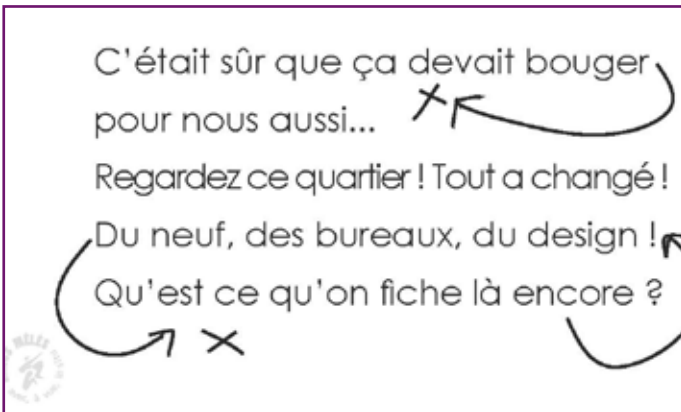 C'était sûr que ça devait bouger
pour nous aussi...
Regardez ce quartier ! Tout a changé !
Du neuf, des bureaux, du design !
Qu'est ce qu'on fiche là encore ?